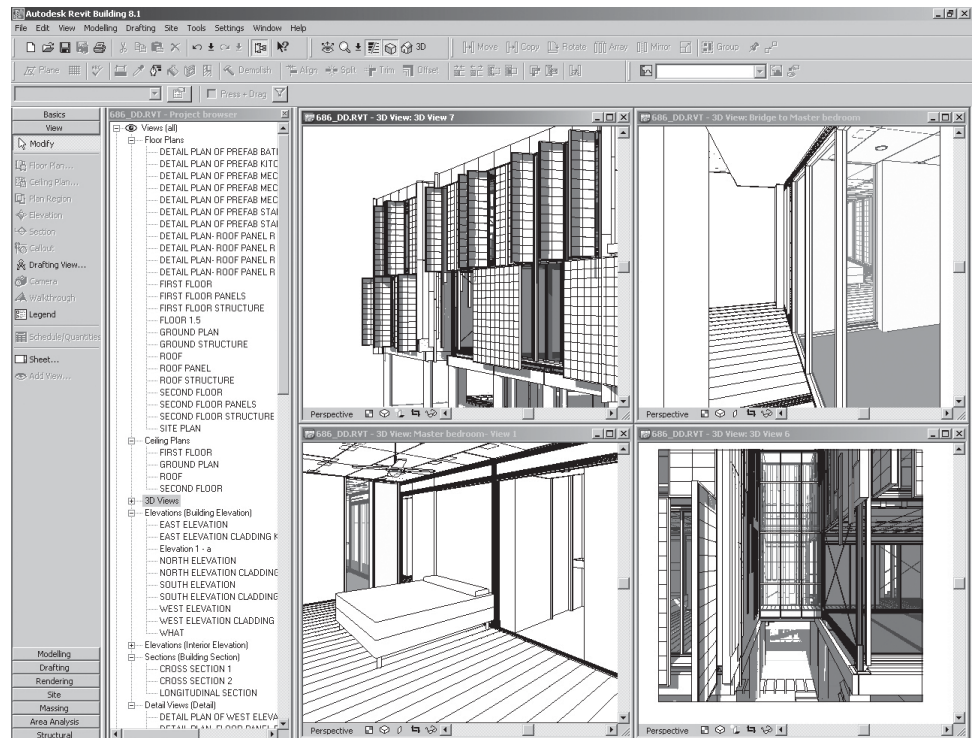 Autodesk Revit Building 8.1
File Edit View Modelling Drafting Site Tools Settings Window Help
3D Move Copy Rotate Array Mirror Group
Plane Demolish Align Split Trim Offset
Press + Drag
Basics
View
Modify
Floor Plan...
Ceiling Plan...
Plan Region
Elevation
Section
Callout
Drafting View...
Camera
Walkthrough
Legend
Schedule/Quantities
Sheet...
Add View...
Modelling
Drafting
Rendering
Site
Massing
Area Analysis
Structural
686_DD.RVT - Project browser
Views (all)
Floor Plans
DETAIL PLAN OF PREFAB BAT
DETAIL PLAN OF PREFAB KITC
DETAIL PLAN OF PREFAB MEC
DETAIL PLAN OF PREFAB MEC
DETAIL PLAN OF PREFAB MEC
DETAIL PLAN OF PREFAB STAI
DETAIL PLAN OF PREFAB STAI
DETAIL PLAN- ROOF PANEL R
DETAIL PLAN- ROOF PANEL R
DETAIL PLAN- ROOF PANEL R
DETAIL PLAN- ROOF PANEL R
FIRST FLOOR
FIRST FLOOR PANELS
FIRST FLOOR STRUCTURE
FLOOR 1.5
GROUND PLAN
GROUND STRUCTURE
ROOF
ROOF PANEL
ROOF STRUCTURE
SECOND FLOOR
SECOND FLOOR PANELS
SECOND FLOOR STRUCTURE
SITE PLAN
Ceiling Plans
FIRST FLOOR
GROUND PLAN
ROOF
SECOND FLOOR
3D Views
Elevations (Building Elevation)
EAST ELEVATION
EAST ELEVATION CLADDING K
Elevation 1 - a
NORTH ELEVATION
NORTH ELEVATION CLADDING
SOUTH ELEVATION
SOUTH ELEVATION CLADDING
WEST ELEVATION
WEST ELEVATION CLADDING
WHAT
Elevations (Interior Elevation)
Sections (Building Section)
CROSS SECTION 1
CROSS SECTION 2
LONGITUDINAL SECTION
Detail Views (Detail)
DETAIL PLAN OF WEST ELEVA
686_DD.RVT - 3D View: 3D View 7
Perspective
686_DD.RVT - 3D View: Bridge to Master bedroom
Perspective
686_DD.RVT - 3D View: Master bedroom- View 1
Perspective
686_DD.RVT - 3D View: 3D View 6
Perspective